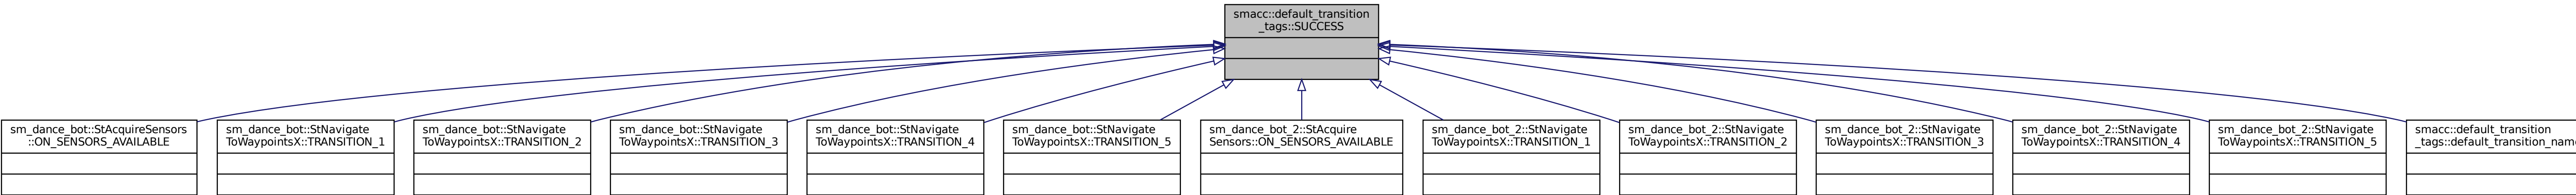 smacc::default_transition
_tags::SUCCESS
sm_dance_bot::StAcquireSensors
::ON_SENSORS_AVAILABLE
sm_dance_bot::StNavigate
ToWaypointsX::TRANSITION_1
sm_dance_bot::StNavigate
ToWaypointsX::TRANSITION_2
sm_dance_bot::StNavigate
ToWaypointsX::TRANSITION_3
sm_dance_bot::StNavigate
ToWaypointsX::TRANSITION_4
sm_dance_bot::StNavigate
ToWaypointsX::TRANSITION_5
sm_dance_bot_2::StAcquire
Sensors::ON_SENSORS_AVAILABLE
sm_dance_bot_2::StNavigate
ToWaypointsX::TRANSITION_1
sm_dance_bot_2::StNavigate
ToWaypointsX::TRANSITION_2
sm_dance_bot_2::StNavigate
ToWaypointsX::TRANSITION_3
sm_dance_bot_2::StNavigate
ToWaypointsX::TRANSITION_4
sm_dance_bot_2::StNavigate
ToWaypointsX::TRANSITION_5
smacc::default_transition
_tags::default_transition_nam